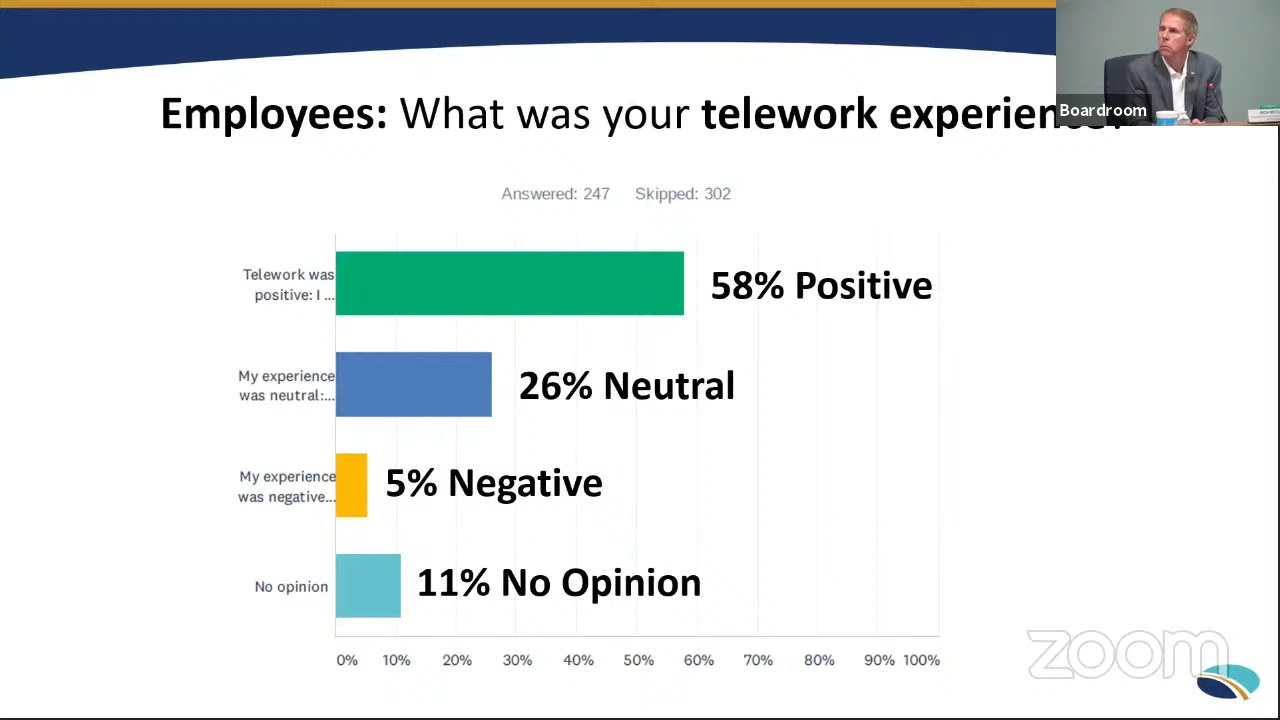 Employees: What was your telework experience?
Boardroom
Answered: 247 Skipped: 302
Telework was
positive: I ...
58% Positive
My experience
was neutral:...
26% Neutral
My experience
was negative...
5% Negative
No opinion
11% No Opinion
0% 10% 20% 30% 40% 50% 60% 70% 80% 90% 100%
zoom